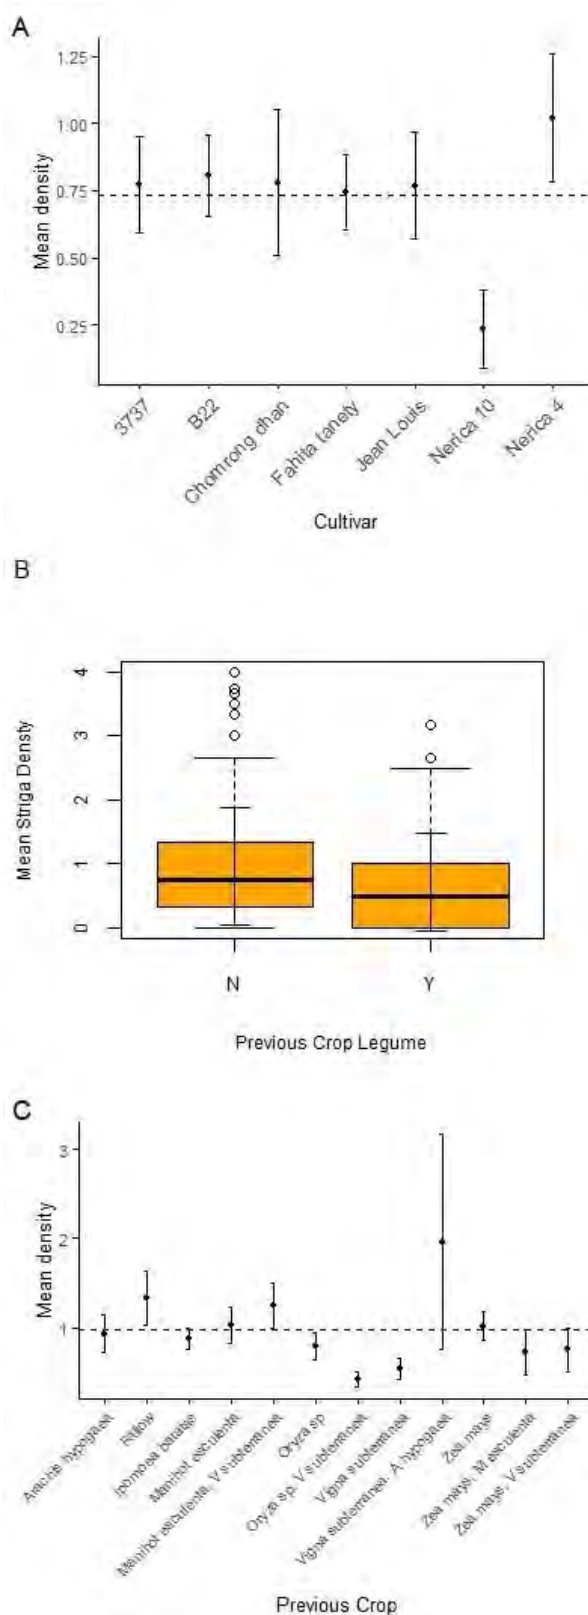 A
1.25
1.00
0.75
0.50
0.25
Mean density
3737
B22
Chomrong dhan
Fahita tanety
Jean Louis
Nerica 10
Nerica 4
Cultivar
B
4
3
2
1
0
Mean Striga Densty
N
Y
Previous Crop Legume
C
3
2
1
Mean density
Arachis hypogaea
Fallow
Ipomoea batatas
Manihot esculenta
Manihot esculenta, V subterranea
Oryza sp
Oryza sp, V subterranea
Vigna subterranea
Vigna subterranea, A hypogaea
Zea mays
Zea mays, M esculenta
Zea mays, V subterranea
Previous Crop